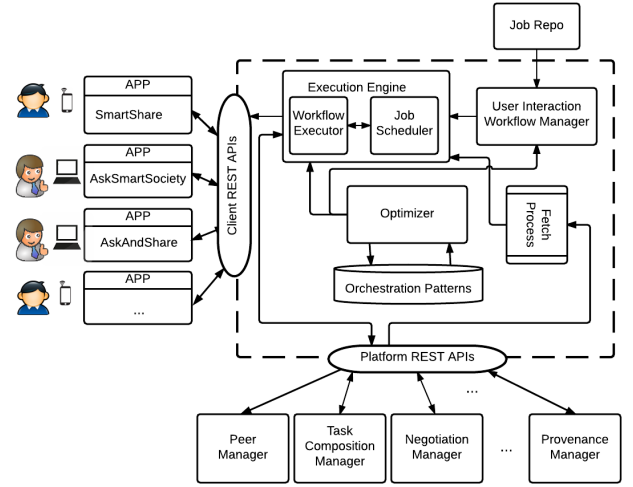 Job Repo
APP
SmartShare
APP
AskSmartSociety
APP
AskAndShare
APP
...
Client REST APIs
Execution Engine
Workflow
Executor
Job
Scheduler
User Interaction
Workflow Manager
Optimizer
Fetch
Process
Orchestration Patterns
Platform REST APIs
...
Peer
Manager
Task
Composition
Manager
Negotiation
Manager
...
Provenance
Manager